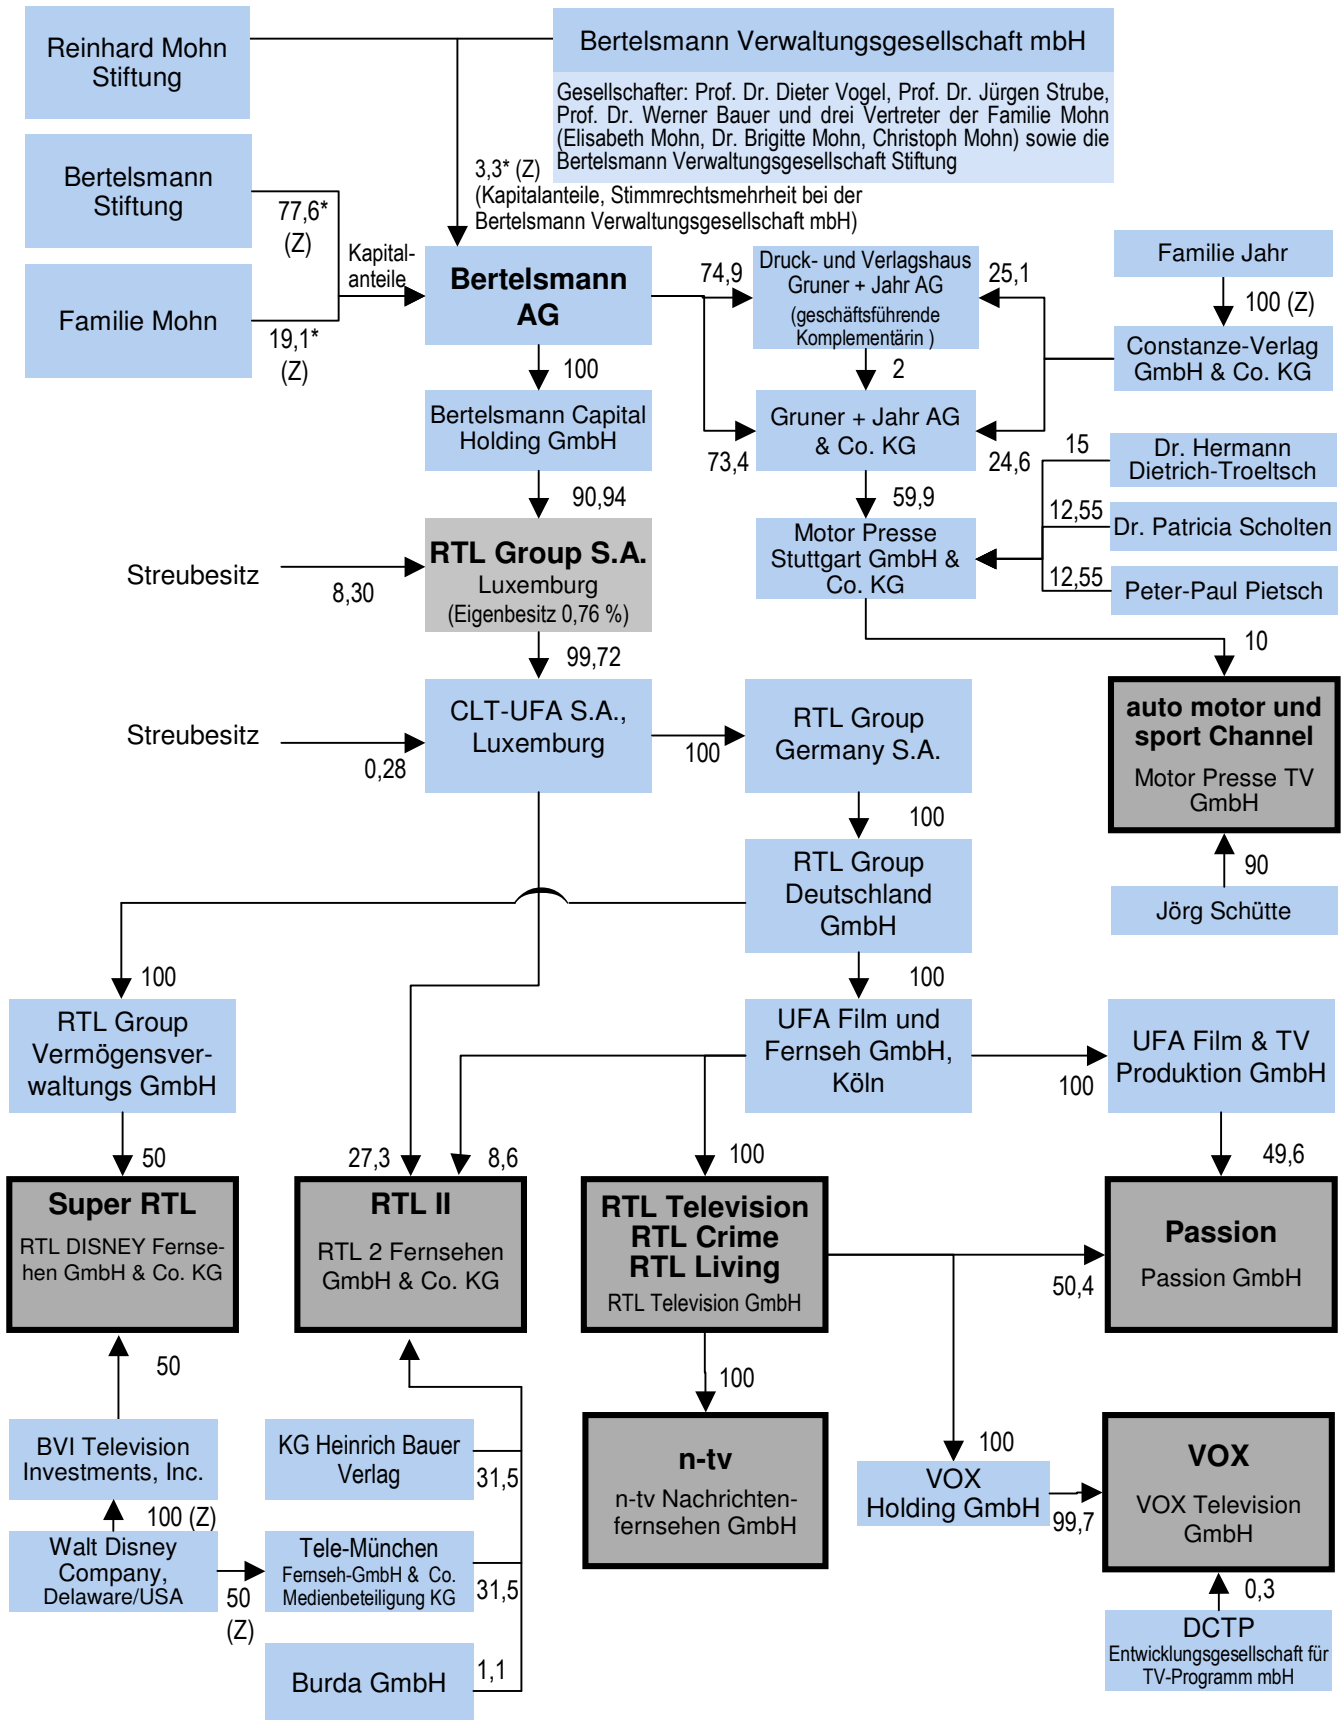 Reinhard Mohn
Stiftung
Bertelsmann Verwaltungsgesellschaft mbH
Gesellschafter: Prof. Dr. Dieter Vogel, Prof. Dr. Jürgen Strube,
Prof. Dr. Werner Bauer und drei Vertreter der Familie Mohn
(Elisabeth Mohn, Dr. Brigitte Mohn, Christoph Mohn) sowie die
Bertelsmann Verwaltungsgesellschaft Stiftung
3,3* (Z)
(Kapitalanteile, Stimmrechtsmehrheit bei der
Bertelsmann Verwaltungsgesellschaft mbH)
Bertelsmann
Stiftung
77,6*
(Z)
Kapital-
anteile
Familie Mohn
19,1*
(Z)
Bertelsmann
AG
74,9
Druck- und Verlagshaus
Gruner + Jahr AG
(geschäftsführende
Komplementärin )
25,1
Familie Jahr
100 (Z)
Constanze-Verlag
GmbH & Co. KG
100
2
Bertelsmann Capital
Holding GmbH
73,4
Gruner + Jahr AG
& Co. KG
24,6
15
Dr. Hermann
Dietrich-Troeltsch
90,94
59,9
12,55
Dr. Patricia Scholten
12,55
Peter-Paul Pietsch
Streubesitz
8,30
RTL Group S.A.
Luxemburg
(Eigenbesitz 0,76 %)
Motor Presse
Stuttgart GmbH &
Co. KG
10
99,72
auto motor und
sport Channel
Motor Presse TV
GmbH
Streubesitz
0,28
CLT-UFA S.A.,
Luxemburg
100
RTL Group
Germany S.A.
100
90
Jörg Schütte
RTL Group
Deutschland
GmbH
100
100
RTL Group
Vermögensver-
waltungs GmbH
UFA Film und
Fernseh GmbH,
Köln
100
UFA Film & TV
Produktion GmbH
50
27,3
8,6
100
49,6
Super RTL
RTL DISNEY Fernse-
hen GmbH & Co. KG
RTL II
RTL 2 Fernsehen
GmbH & Co. KG
RTL Television
RTL Crime
RTL Living
RTL Television GmbH
50,4
Passion
Passion GmbH
50
100
BVI Television
Investments, Inc.
KG Heinrich Bauer
Verlag
31,5
n-tv
n-tv Nachrichten-
fernsehen GmbH
100
VOX
Holding GmbH
99,7
VOX
VOX Television
GmbH
100 (Z)
Walt Disney
Company,
Delaware/USA
50
(Z)
Tele-München
Fernseh-GmbH & Co.
Medienbeteiligung KG
31,5
0,3
DCTP
Entwicklungsgesellschaft für
TV-Programm mbH
Burda GmbH
1,1